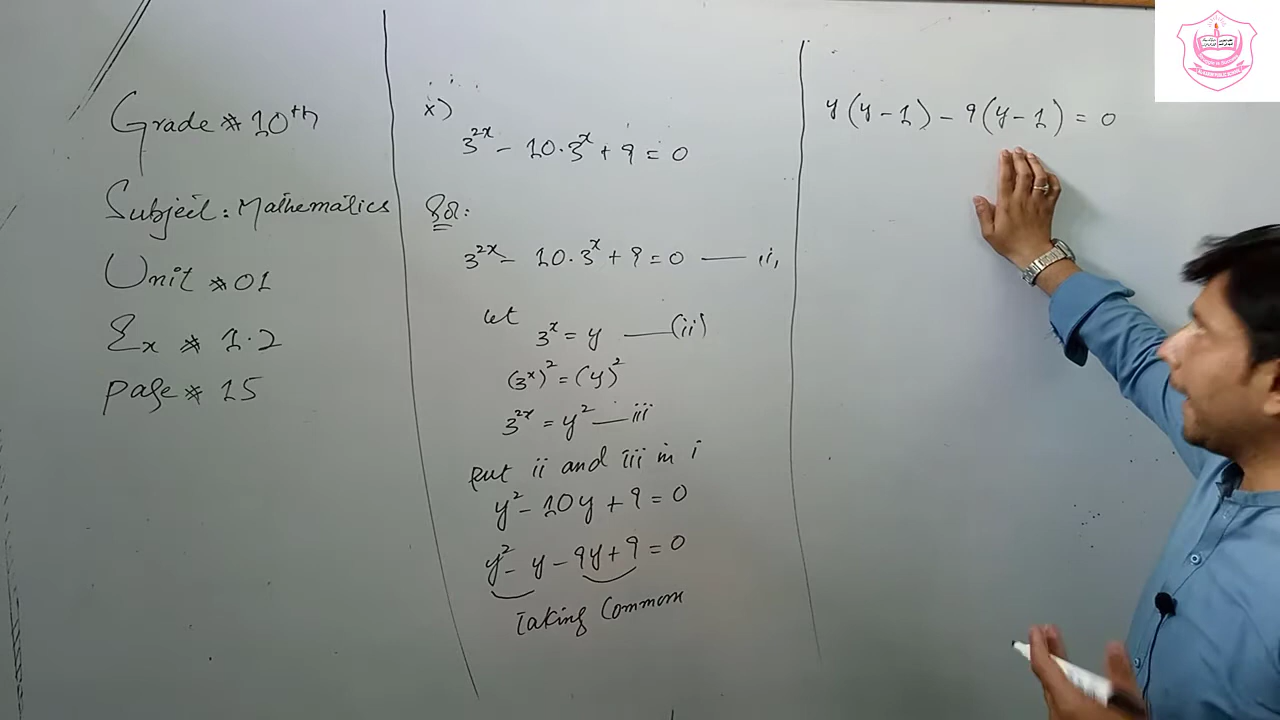 Grade * 10th
Subject: Mathematics
Unit * 01
Ex * 1.2
Page * 15
x)
3^{2x} - 10.3^x + 9 = 0
Sol:
3^{2x} - 10.3^x + 9 = 0 —— (i)
Let
3^x = y —— (ii)
(3^x)^2 = (y)^2
3^{2x} = y^2 —— iii
Put ii and iii in i
y^2 - 10y + 9 = 0
y^2 - y - 9y + 9 = 0
Taking Common
y(y - 1) - 9(y - 1) = 0